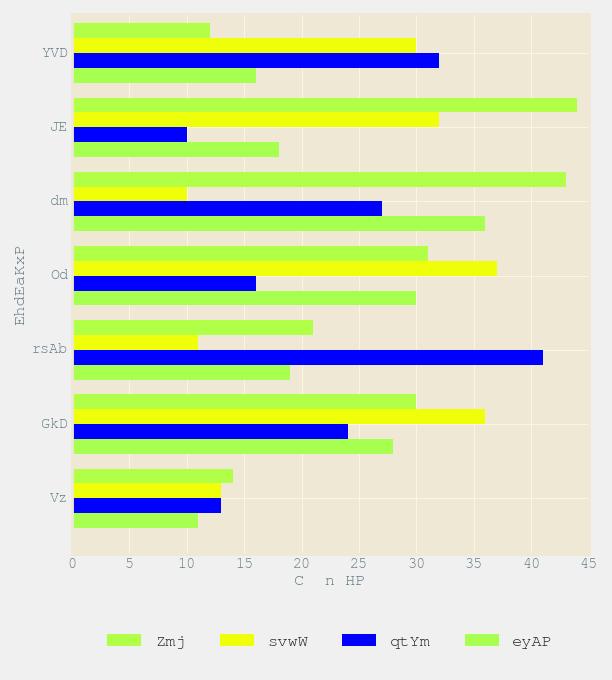 YVD
JE
dm
Od
rsAb
GkD
Vz
EhdEaKxP
0 5 10 15 20 25 30 35 40 45
C  n HP
Zmj svwW qtYm eyAP